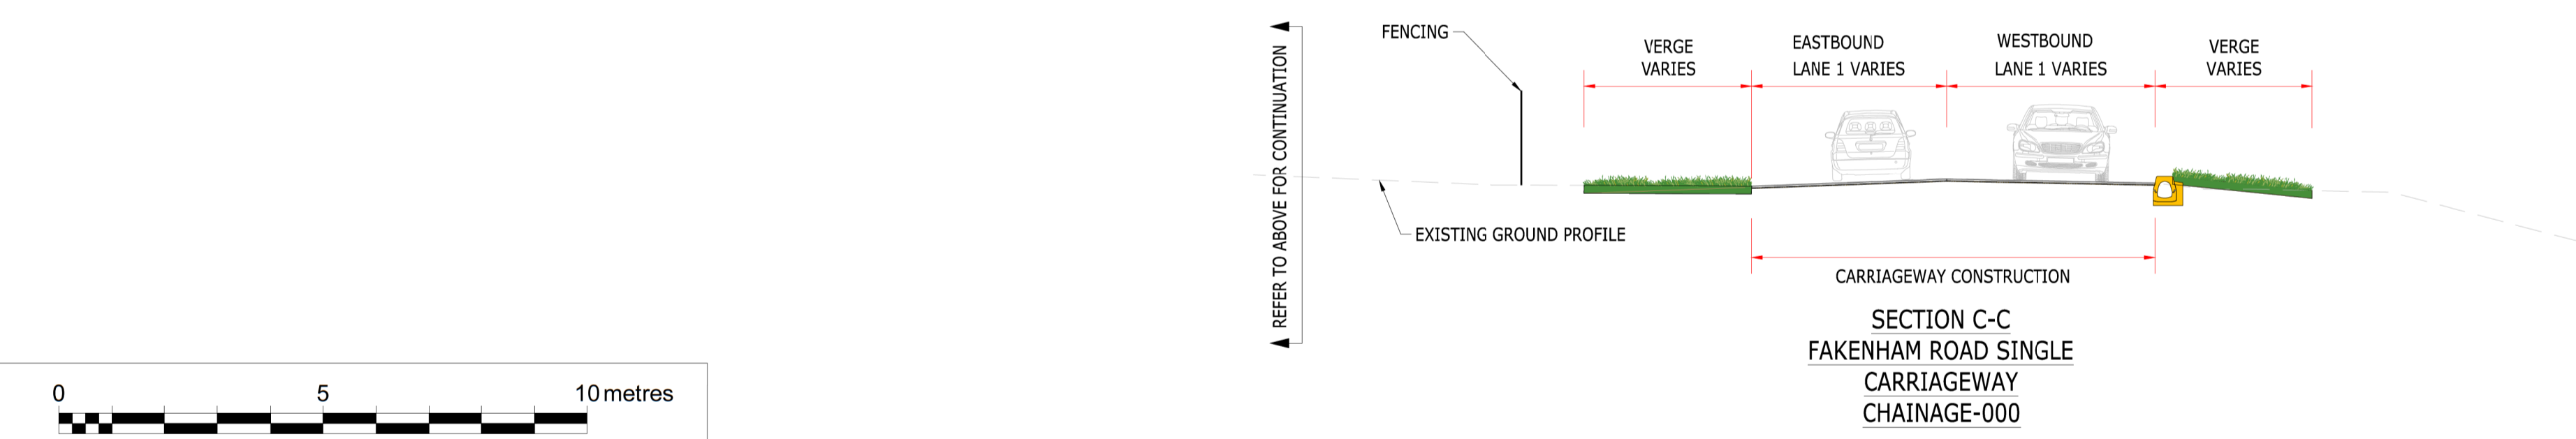 REFER TO ABOVE FOR CONTINUATION
FENCING
VERGE
VARIES
EASTBOUND
LANE 1 VARIES
WESTBOUND
LANE 1 VARIES
VERGE
VARIES
EXISTING GROUND PROFILE
CARRIAGEWAY CONSTRUCTION
SECTION C-C
FAKENHAM ROAD SINGLE
CARRIAGEWAY
CHAINAGE-000
0 5 10 metres